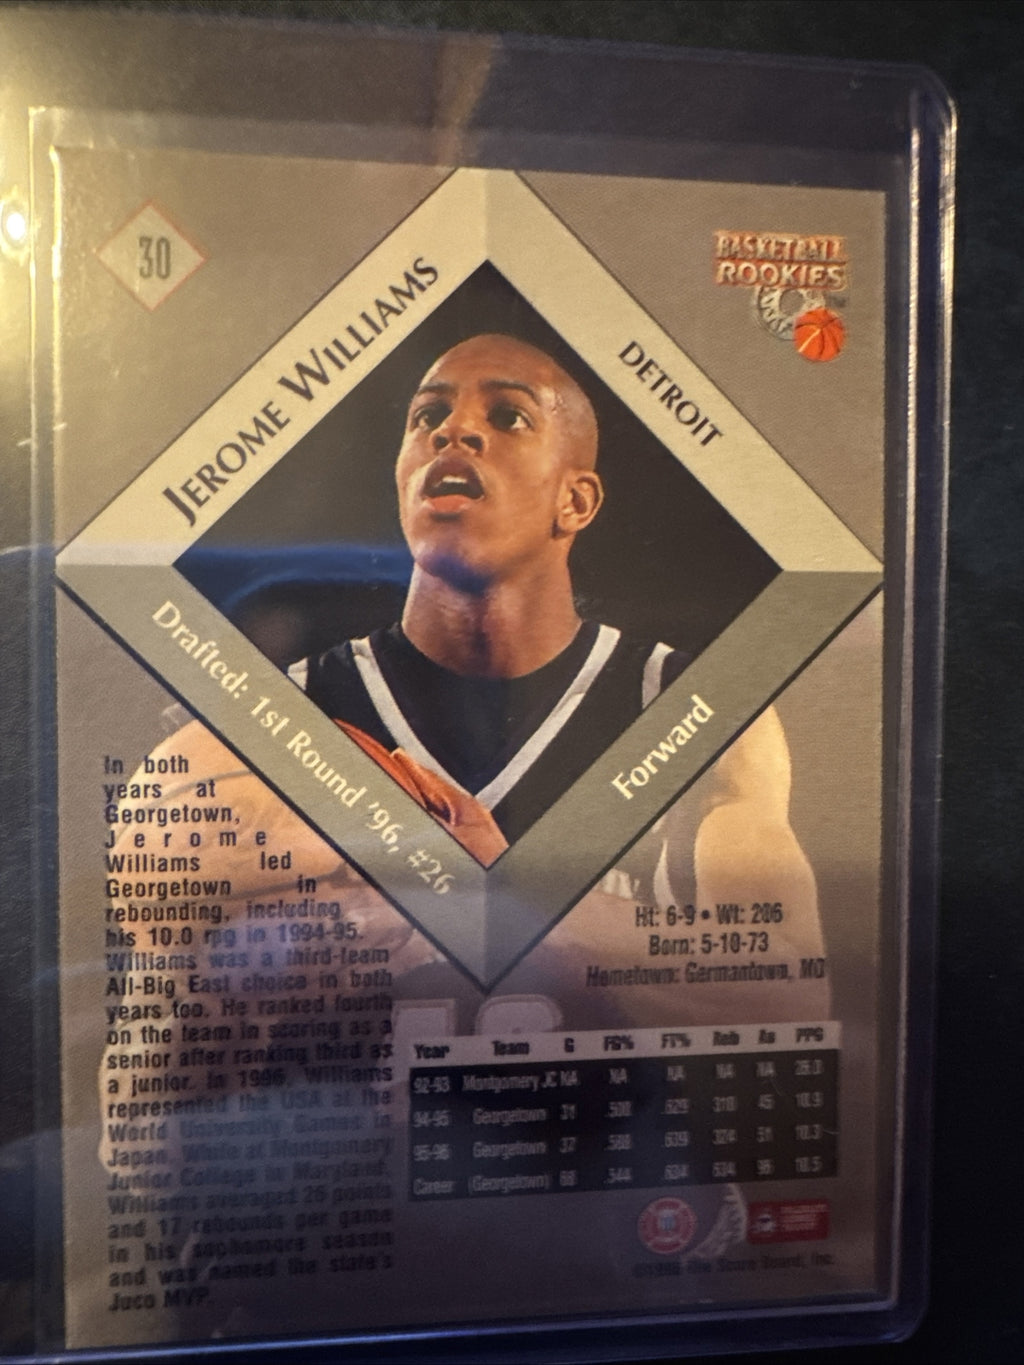 30
BASKETBALL
ROOKIES
JEROME WILLIAMS
DETROIT
Drafted: 1st Round '96, #26
Forward
In both
years at
Georgetown,
Jerome
Williams led
Georgetown in
rebounding, including
his 10.0 rpg in 1994-95.
Williams was a third-team
All-Big East choice in both
years too. He ranked fourth
on the team in scoring as a
senior after ranking third as
a junior. In 1996, Williams
represented the USA at the
World University Games in
Japan. While at Montgomery
Junior College in Maryland,
Williams averaged 26 points
and 17 rebounds per game
in his sophomore season
and was named the state's
Juco MVP.
Ht: 6-9 • Wt: 206
Born: 5-10-73
Hometown: Germantown, MD
Year Team G FG% FT% Reb As PPG
92-93 Montgomery JC NA NA NA NA NA 26.0
94-95 Georgetown 31 .629 310 45 10.9
95-96 Georgetown 37 .588 .639 324 51 10.3
Career (Georgetown) 68 .544 .634 634 96 10.5
The Score Board, Inc.